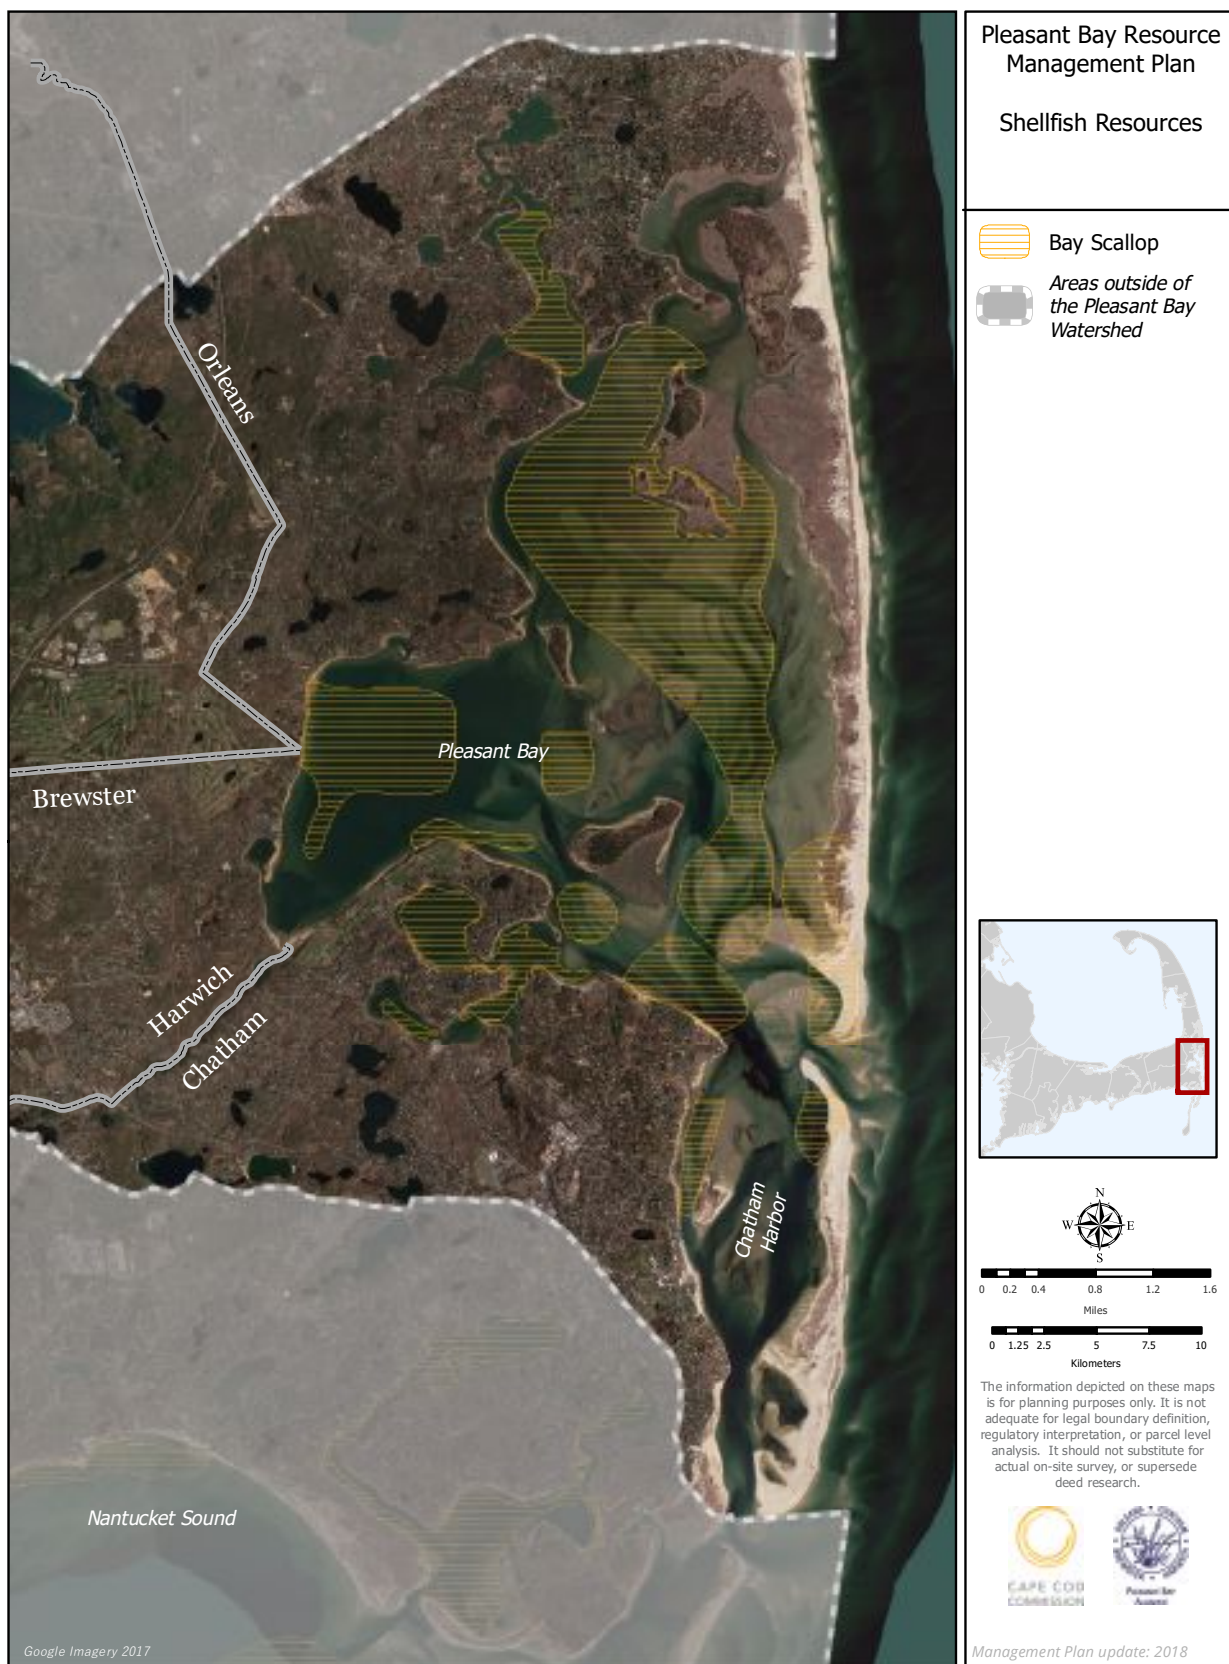 Pleasant Bay Resource
Management Plan
Shellfish Resources
Bay Scallop
Areas outside of
the Pleasant Bay
Watershed
Orleans
Pleasant Bay
Brewster
Harwich
Chatham
Chatham
Harbor
Nantucket Sound
Google Imagery 2017
N
W
E
S
0 0.2 0.4 0.8 1.2 1.6
Miles
0 1.25 2.5 5 7.5 10
Kilometers
The information depicted on these maps
is for planning purposes only. It is not
adequate for legal boundary definition,
regulatory interpretation, or parcel level
analysis. It should not substitute for
actual on-site survey, or supersede
deed research.
CAPE COD
COMMISSION
Pleasant Bay
Alliance
Management Plan update: 2018